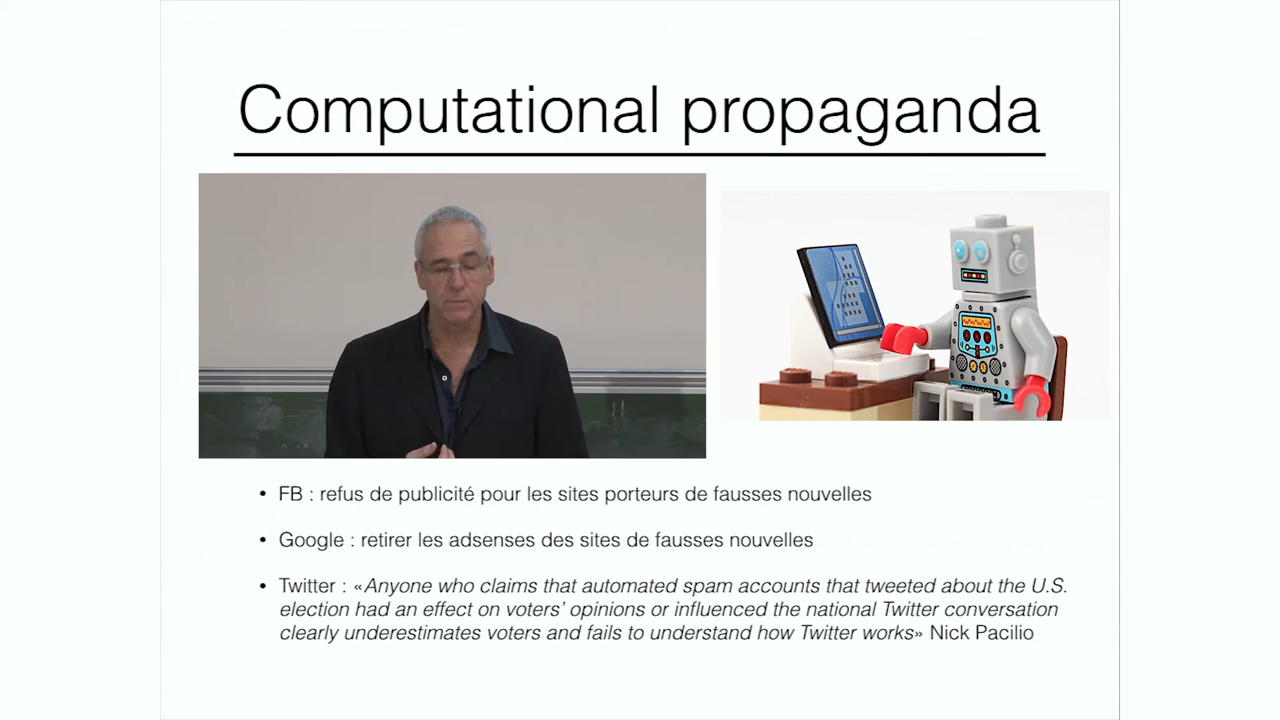 Computational propaganda
• FB : refus de publicité pour les sites porteurs de fausses nouvelles
• Google : retirer les adsenses des sites de fausses nouvelles
• Twitter : «Anyone who claims that automated spam accounts that tweeted about the U.S.
election had an effect on voters’ opinions or influenced the national Twitter conversation
clearly underestimates voters and fails to understand how Twitter works» Nick Pacilio